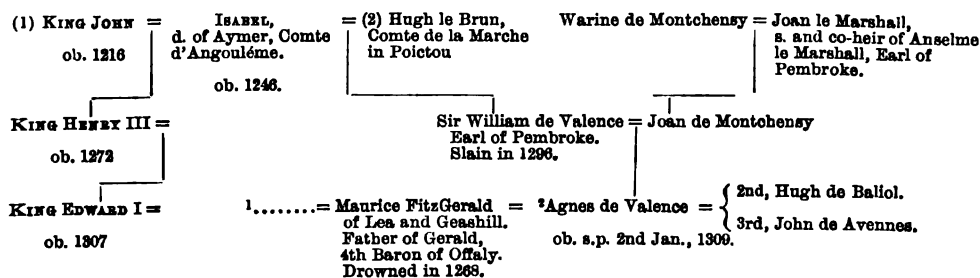 (1) KING JOHN = ISABEL, = (2) Hugh le Brun, Warine de Montchensy = Joan le Marshall,
ob. 1216 d. of Aymer, Comte Comte de la Marche s. and co-heir of Anselme
d'Angouléme. in Poictou le Marshall, Earl of
ob. 1246. Pembroke.
KING HENRY III = Sir William de Valence = Joan de Montchensy
ob. 1272 Earl of Pembroke.
Slain in 1296.
KING EDWARD I = 1........= Maurice FitzGerald = ²Agnes de Valence = { 2nd, Hugh de Baliol.
ob. 1307 of Lea and Geashill. ob. s.p. 2nd Jan., 1309. 3rd, John de Avennes.
Father of Gerald,
4th Baron of Offaly.
Drowned in 1268.